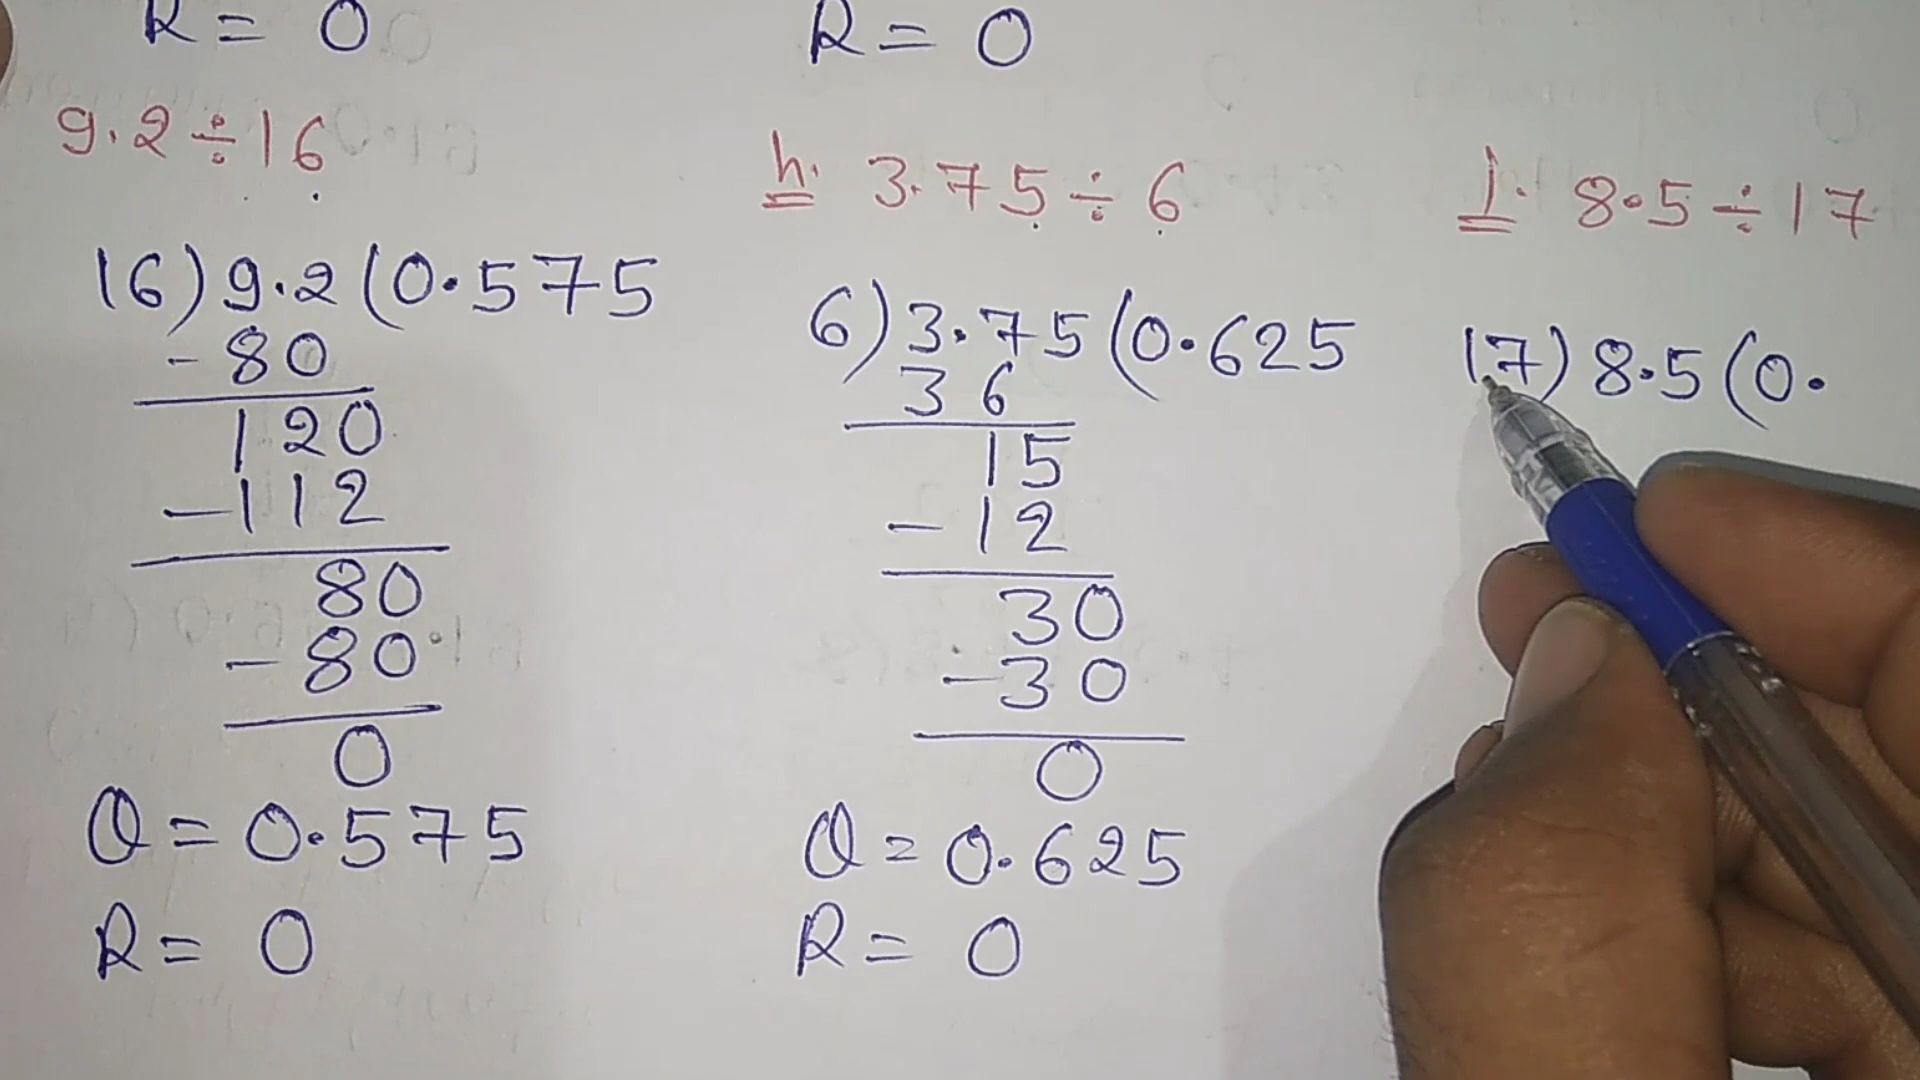 R = 0
9.2 ÷ 16
16) 9.2 (0.575
- 80
120
- 112
80
- 80
0
Q = 0.575
R = 0
R = 0
h. 3.75 ÷ 6
6) 3.75 (0.625
36
15
- 12
30
- 30
0
Q = 0.625
R = 0
8.5 ÷ 17
17) 8.5 (0.